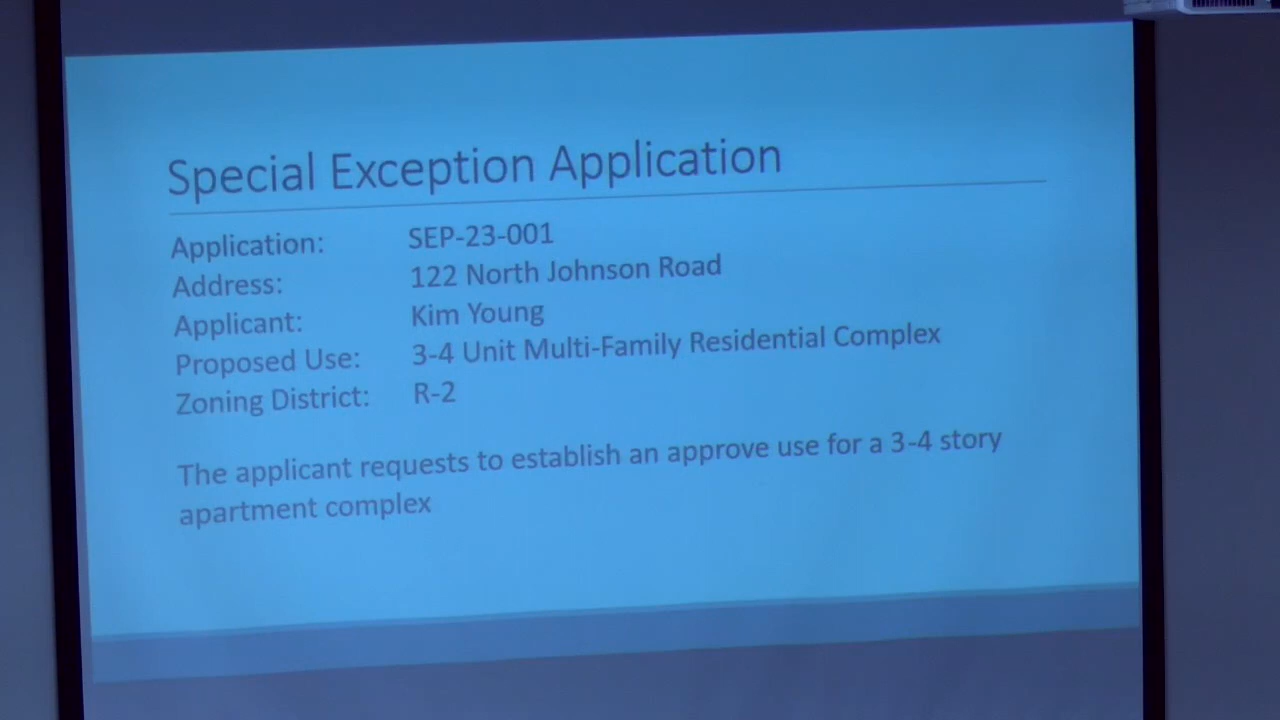 Special Exception Application
Application: SEP-23-001
Address: 122 North Johnson Road
Applicant: Kim Young
Proposed Use: 3-4 Unit Multi-Family Residential Complex
Zoning District: R-2
The applicant requests to establish an approve use for a 3-4 story
apartment complex